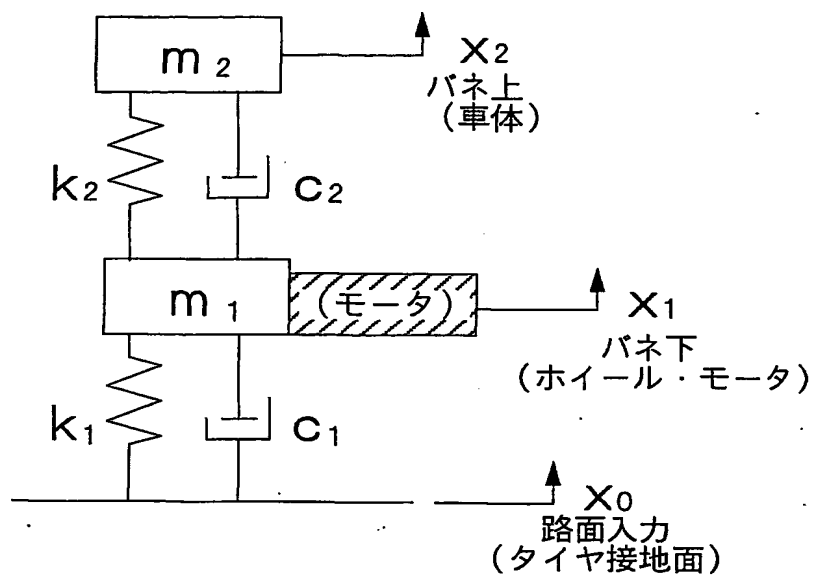 m2
x2
バネ上
（車体）
k2
c2
m1
（モータ）
x1
バネ下
（ホイール・モータ）
k1
c1
x0
路面入力
（タイヤ接地面）